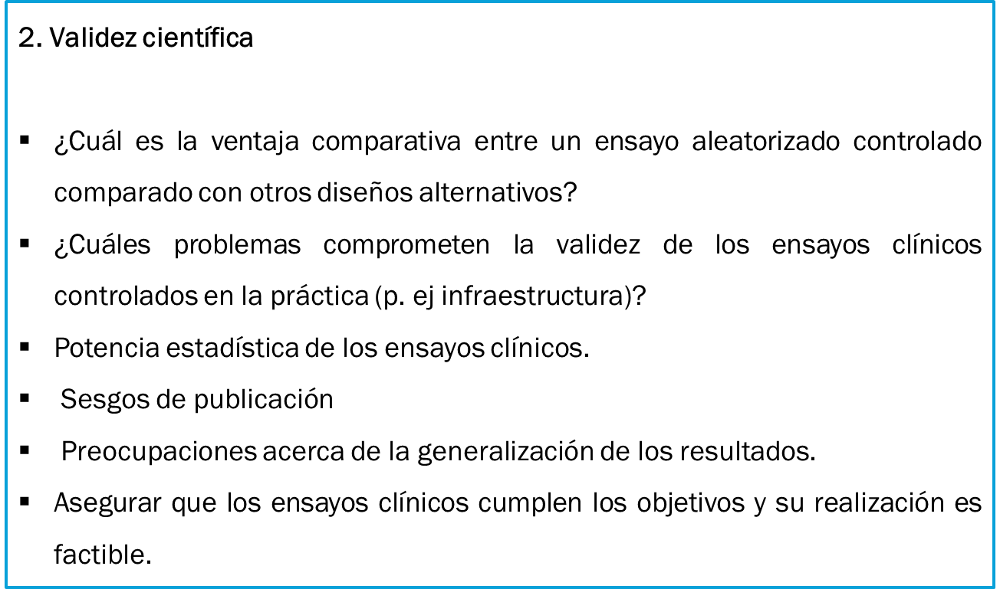 2. Validez científica
▪ ¿Cuál es la ventaja comparativa entre un ensayo aleatorizado controlado
comparado con otros diseños alternativos?
▪ ¿Cuáles problemas comprometen la validez de los ensayos clínicos
controlados en la práctica (p. ej infraestructura)?
▪ Potencia estadística de los ensayos clínicos.
▪ Sesgos de publicación
▪ Preocupaciones acerca de la generalización de los resultados.
▪ Asegurar que los ensayos clínicos cumplen los objetivos y su realización es
factible.